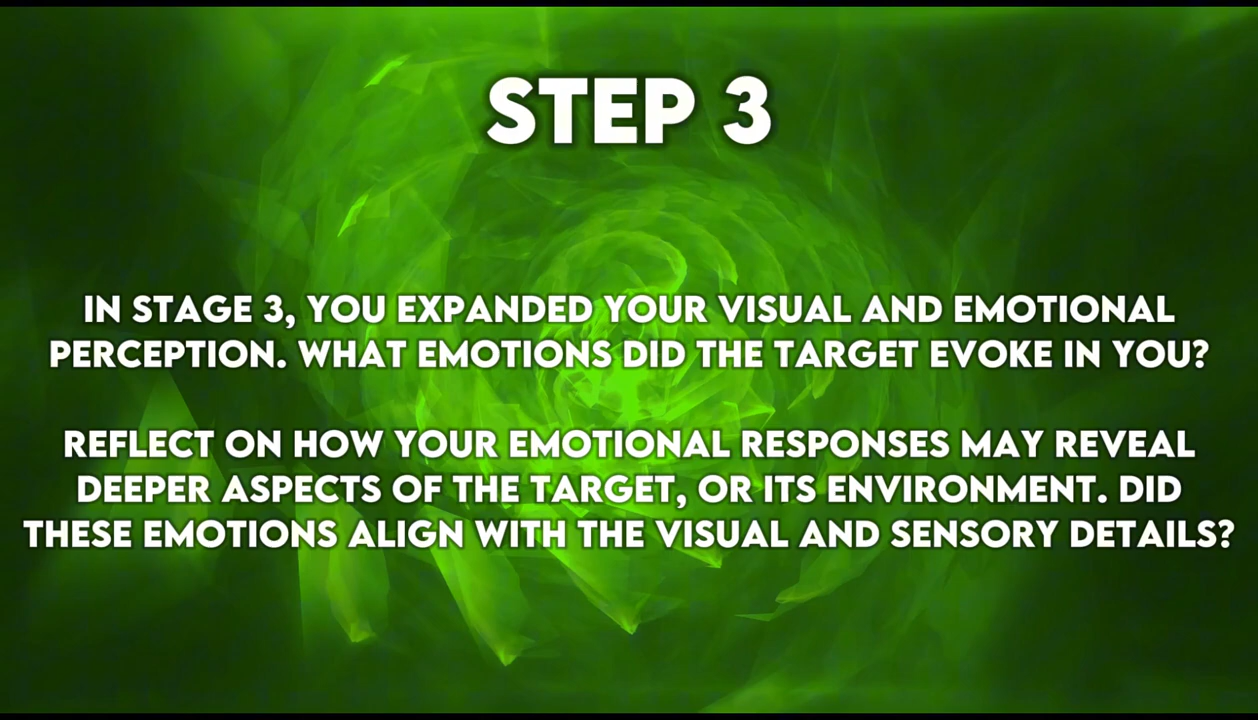 STEP 3
IN STAGE 3, YOU EXPANDED YOUR VISUAL AND EMOTIONAL
PERCEPTION. WHAT EMOTIONS DID THE TARGET EVOKE IN YOU?
REFLECT ON HOW YOUR EMOTIONAL RESPONSES MAY REVEAL
DEEPER ASPECTS OF THE TARGET, OR ITS ENVIRONMENT. DID
THESE EMOTIONS ALIGN WITH THE VISUAL AND SENSORY DETAILS?